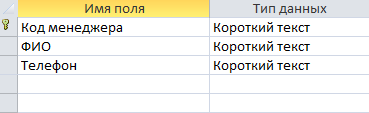 Имя поля Тип данных
Код менеджера Короткий текст
ФИО Короткий текст
Телефон Короткий текст